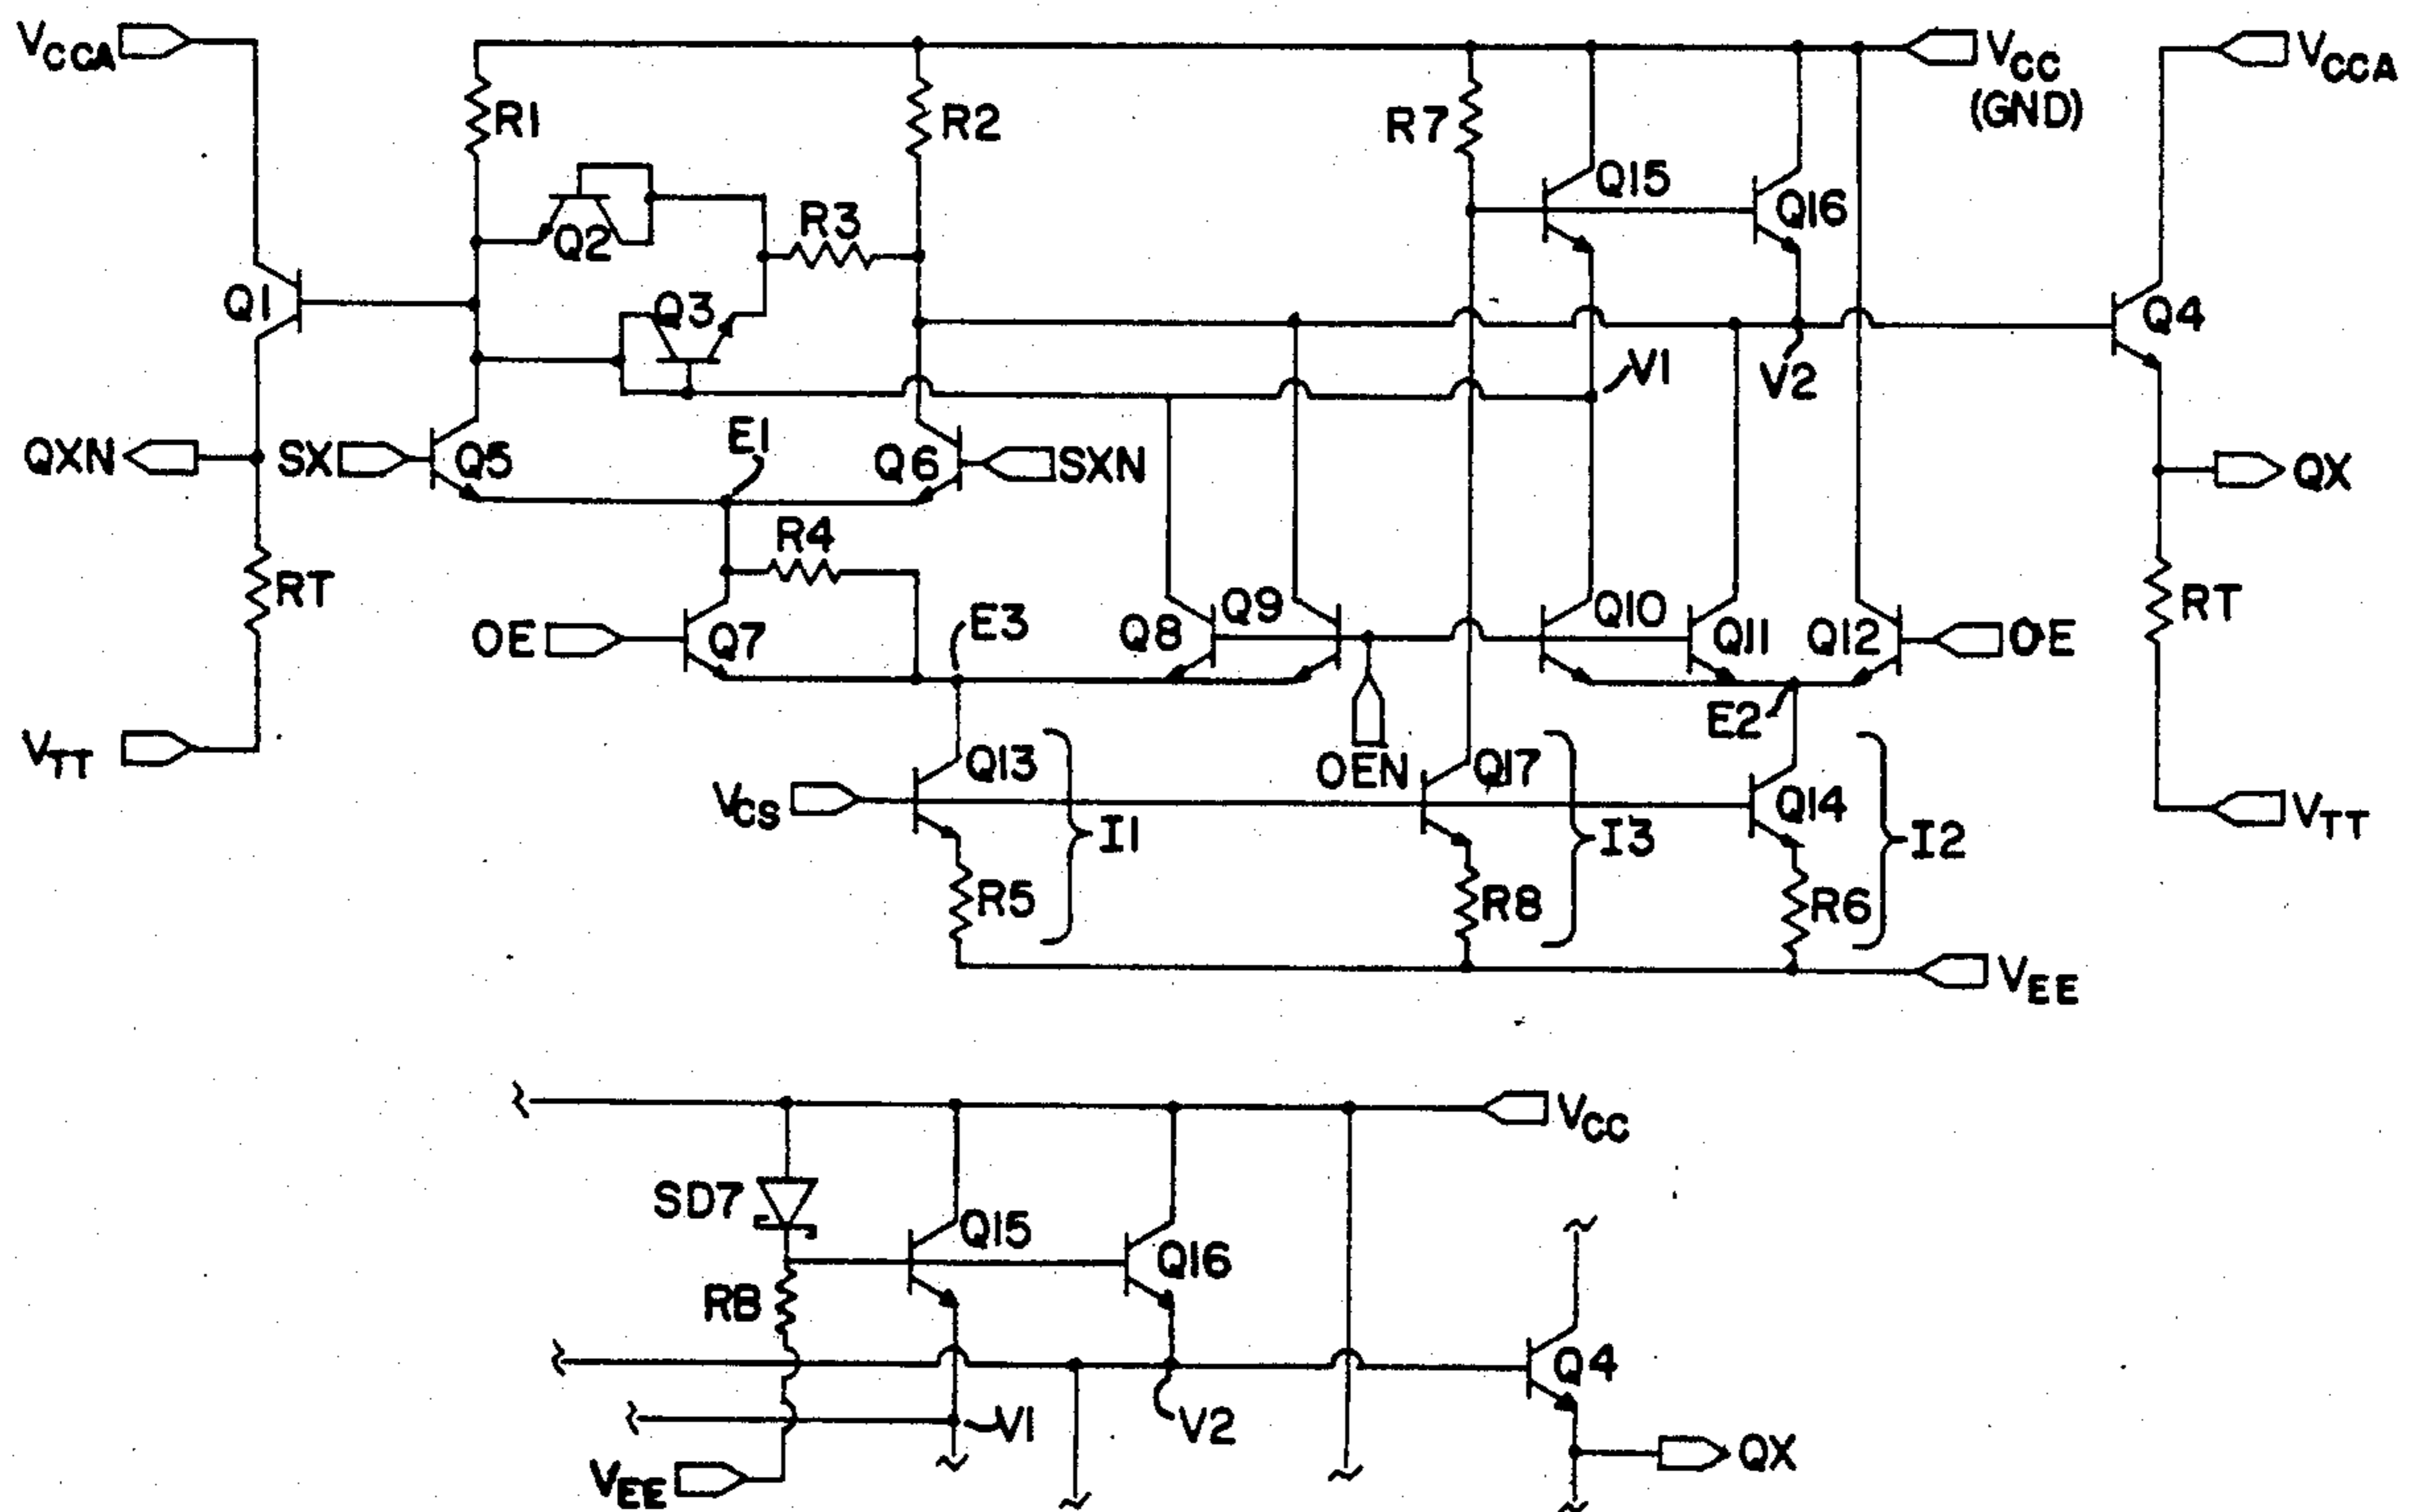 VCCA
VCC
(GND)
VCCA
R1
R2
R7
Q15
Q16
Q2
R3
Q1
Q3
Q4
V1
V2
QXN
SX
Q5
E1
Q6
SXN
QX
R4
RT
OE
Q7
E3
Q8
Q9
Q10
Q11
Q12
OE
RT
E2
VTT
VCS
Q13
I1
OEN
Q17
I3
Q14
I2
VTT
R5
R8
R6
VEE
VCC
SD7
Q15
Q16
RB
Q4
V1
V2
VEE
QX